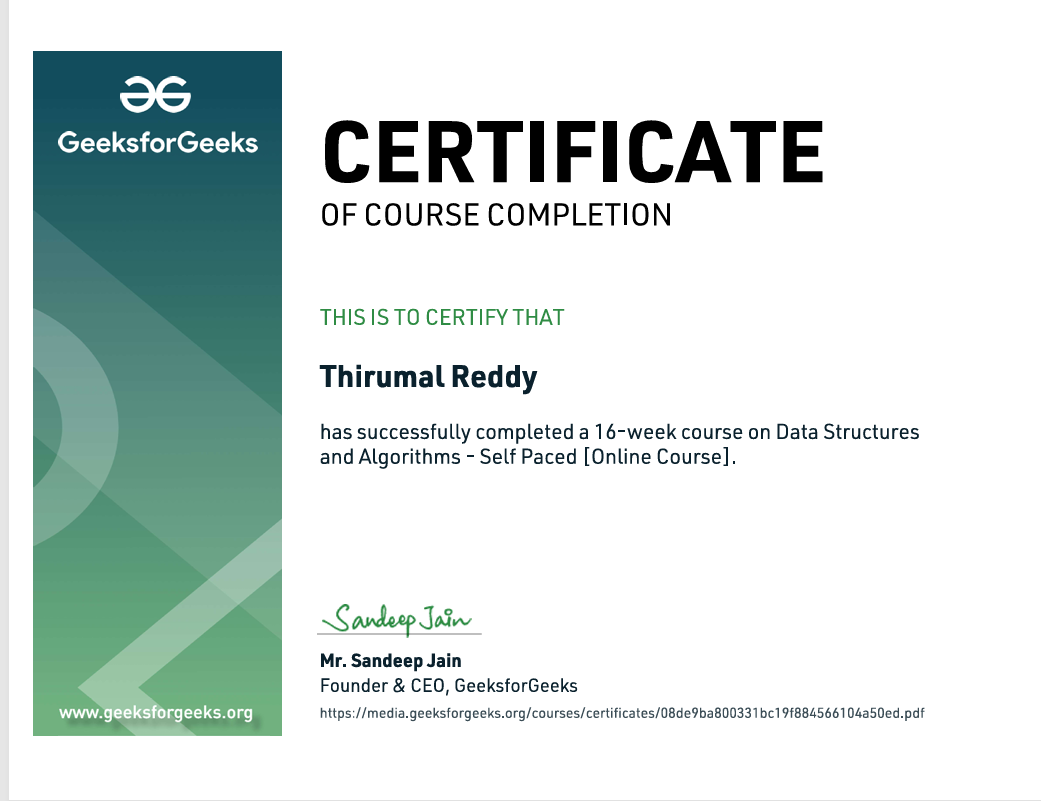 GeeksforGeeks
CERTIFICATE
OF COURSE COMPLETION
THIS IS TO CERTIFY THAT
Thirumal Reddy
has successfully completed a 16-week course on Data Structures
and Algorithms - Self Paced [Online Course].
Sandeep Jain
Mr. Sandeep Jain
Founder & CEO, GeeksforGeeks
https://media.geeksforgeeks.org/courses/certificates/08de9ba800331bc19f884566104a50ed.pdf
www.geeksforgeeks.org